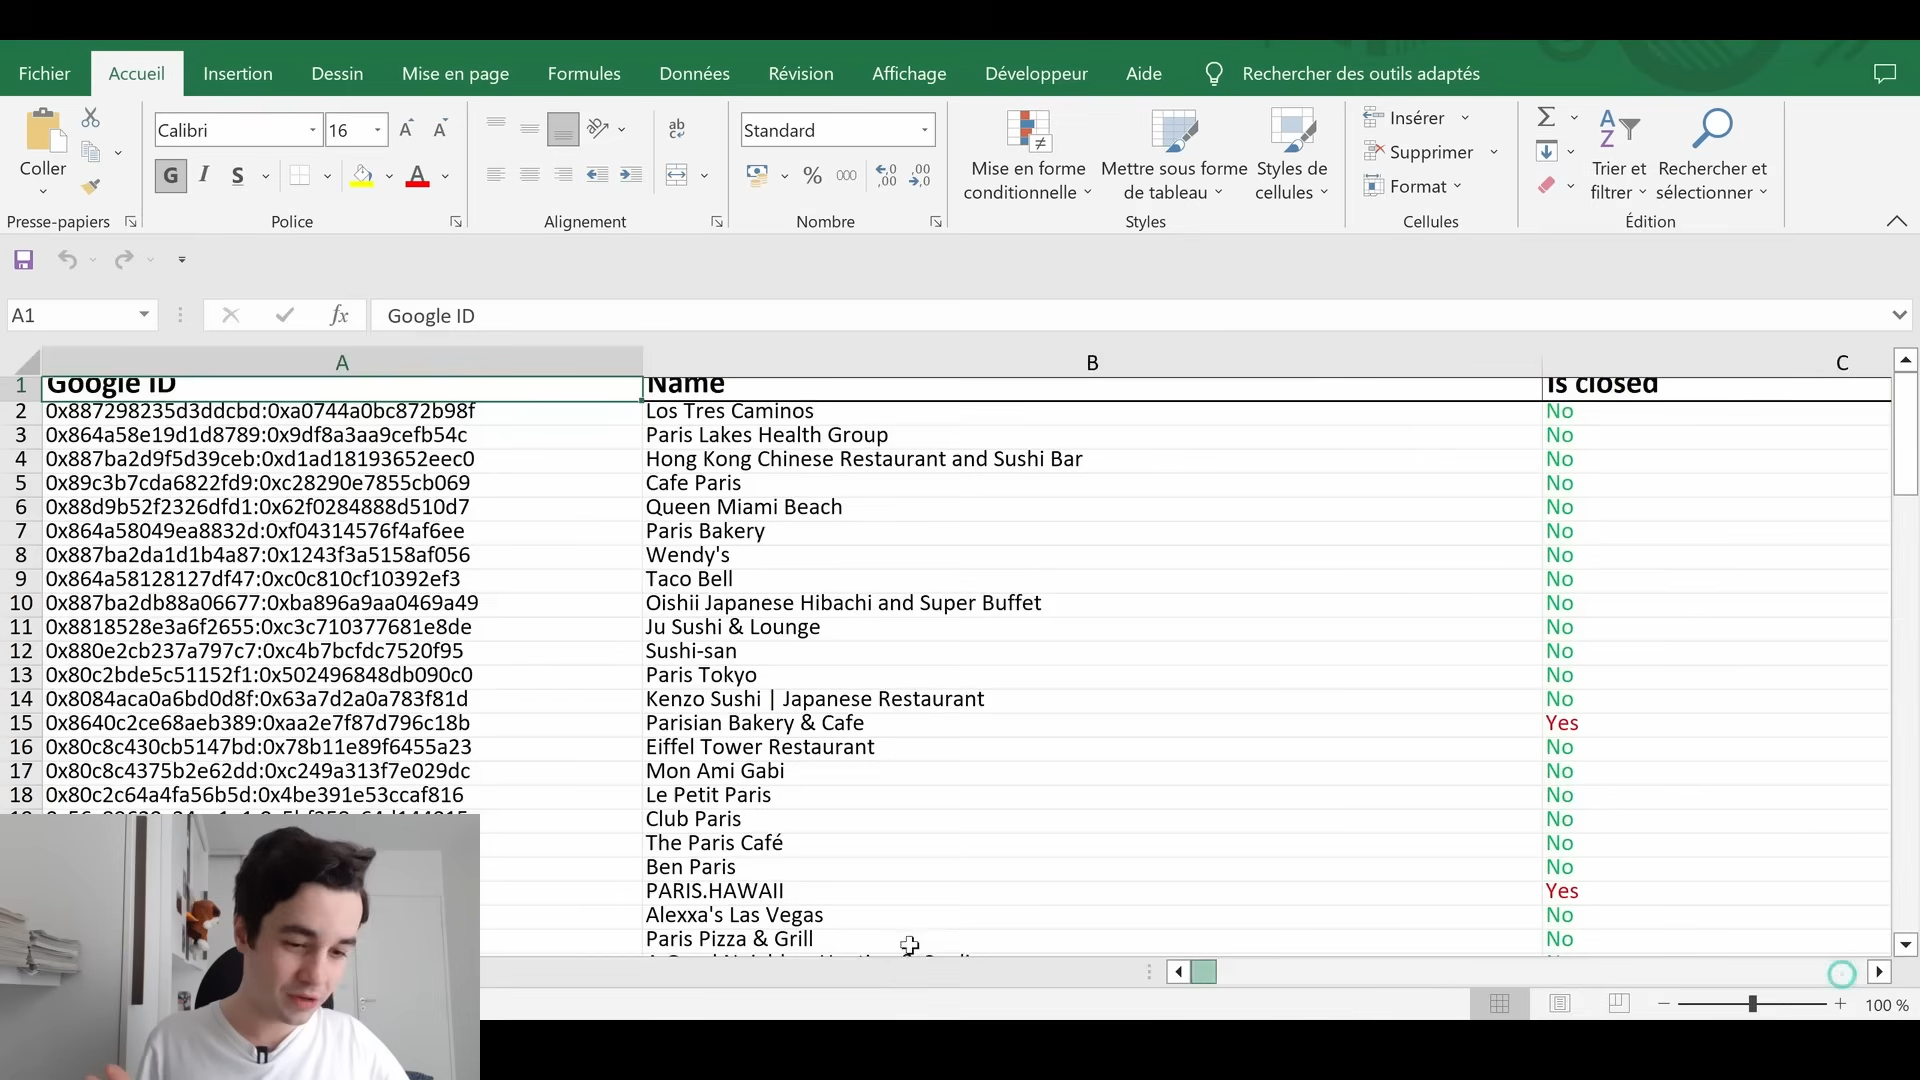 Fichier Accueil Insertion Dessin Mise en page Formules Données Révision Affichage Développeur Aide Rechercher des outils adaptés
Coller
Presse-papiers
Calibri 16
G I S
Police
ab
Alignement
Standard
% 000
Nombre
Mise en forme
conditionnelle
Mettre sous forme
de tableau
Styles de
cellules
Styles
Insérer
Supprimer
Format
Cellules
Trier et
filtrer
Rechercher et
sélectionner
Édition
A1 fx Google ID
A B C
1 Google ID Name Is closed
2 0x887298235d3ddcbd:0xa0744a0bc872b98f Los Tres Caminos No
3 0x864a58e19d1d8789:0x9df8a3aa9cefb54c Paris Lakes Health Group No
4 0x887ba2d9f5d39ceb:0xd1ad18193652eec0 Hong Kong Chinese Restaurant and Sushi Bar No
5 0x89c3b7cda6822fd9:0xc28290e7855cb069 Cafe Paris No
6 0x88d9b52f2326dfd1:0x62f0284888d510d7 Queen Miami Beach No
7 0x864a58049ea8832d:0xf04314576f4af6ee Paris Bakery No
8 0x887ba2da1d1b4a87:0x1243f3a5158af056 Wendy's No
9 0x864a58128127df47:0xc0c810cf10392ef3 Taco Bell No
10 0x887ba2db88a06677:0xba896a9aa0469a49 Oishii Japanese Hibachi and Super Buffet No
11 0x8818528e3a6f2655:0xc3c710377681e8de Ju Sushi & Lounge No
12 0x880e2cb237a797c7:0xc4b7bcfdc7520f95 Sushi-san No
13 0x80c2bde5c51152f1:0x502496848db090c0 Paris Tokyo No
14 0x8084aca0a6bd0d8f:0x63a7d2a0a783f81d Kenzo Sushi | Japanese Restaurant No
15 0x8640c2ce68aeb389:0xaa2e7f87d796c18b Parisian Bakery & Cafe Yes
16 0x80c8c430cb5147bd:0x78b11e89f6455a23 Eiffel Tower Restaurant No
17 0x80c8c4375b2e62dd:0xc249a313f7e029dc Mon Ami Gabi No
18 0x80c2c64a4fa56b5d:0x4be391e53ccaf816 Le Petit Paris No
Club Paris No
The Paris Café No
Ben Paris No
PARIS.HAWAII Yes
Alexxa's Las Vegas No
Paris Pizza & Grill No
100 %